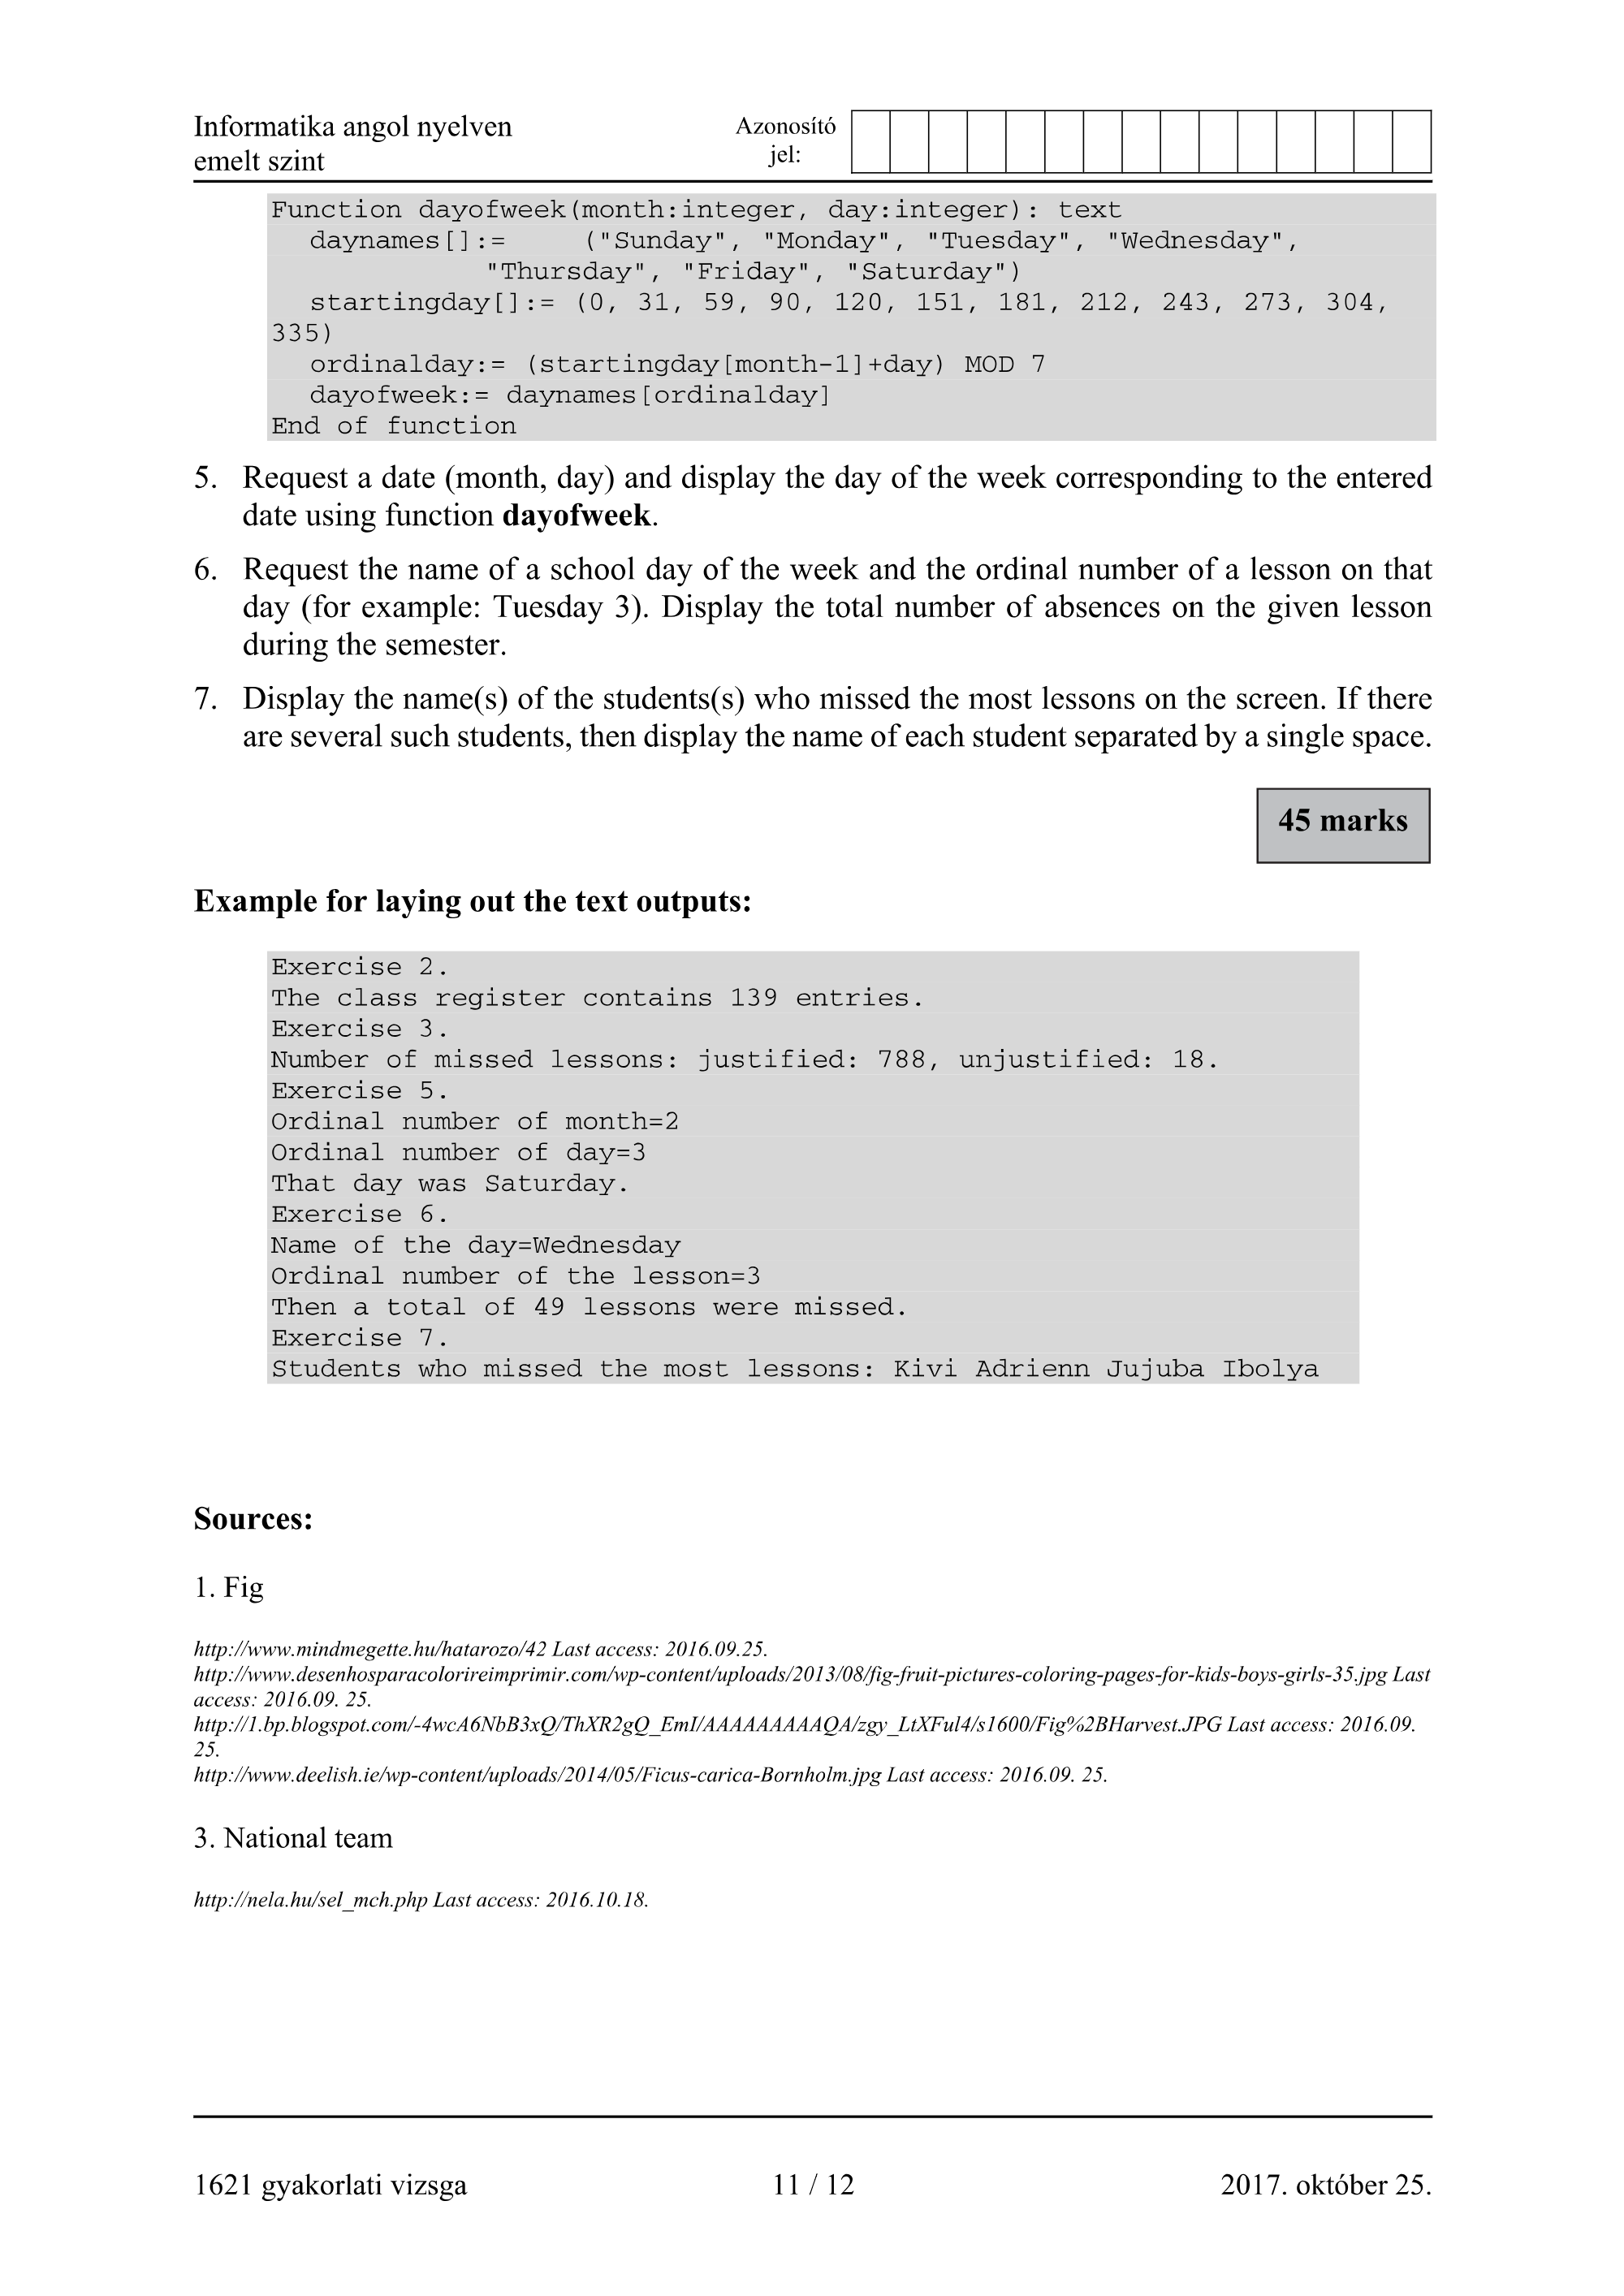 Informatika angol nyelven
emelt szint
Azonosító
jel:
Function dayofweek(month:integer, day:integer): text
daynames[]:= ("Sunday", "Monday", "Tuesday", "Wednesday",
"Thursday", "Friday", "Saturday")
startingday[]:= (0, 31, 59, 90, 120, 151, 181, 212, 243, 273, 304,
335)
ordinalday:= (startingday[month-1]+day) MOD 7
dayofweek:= daynames[ordinalday]
End of function
5. Request a date (month, day) and display the day of the week corresponding to the entered
date using function dayofweek.
6. Request the name of a school day of the week and the ordinal number of a lesson on that
day (for example: Tuesday 3). Display the total number of absences on the given lesson
during the semester.
7. Display the name(s) of the students(s) who missed the most lessons on the screen. If there
are several such students, then display the name of each student separated by a single space.
45 marks
Example for laying out the text outputs:
Exercise 2.
The class register contains 139 entries.
Exercise 3.
Number of missed lessons: justified: 788, unjustified: 18.
Exercise 5.
Ordinal number of month=2
Ordinal number of day=3
That day was Saturday.
Exercise 6.
Name of the day=Wednesday
Ordinal number of the lesson=3
Then a total of 49 lessons were missed.
Exercise 7.
Students who missed the most lessons: Kivi Adrienn Jujuba Ibolya
Sources:
1. Fig
http://www.mindmegette.hu/hatarozo/42 Last access: 2016.09.25.
http://www.desenhosparacolorireimprimir.com/wp-content/uploads/2013/08/fig-fruit-pictures-coloring-pages-for-kids-boys-girls-35.jpg Last
access: 2016.09. 25.
http://1.bp.blogspot.com/-4wcA6NbB3xQ/ThXR2gQ_EmI/AAAAAAAAAQA/zgy_LtXFul4/s1600/Fig%2BHarvest.JPG Last access: 2016.09.
25.
http://www.deelish.ie/wp-content/uploads/2014/05/Ficus-carica-Bornholm.jpg Last access: 2016.09. 25.
3. National team
http://nela.hu/sel_mch.php Last access: 2016.10.18.
1621 gyakorlati vizsga
11 / 12
2017. október 25.